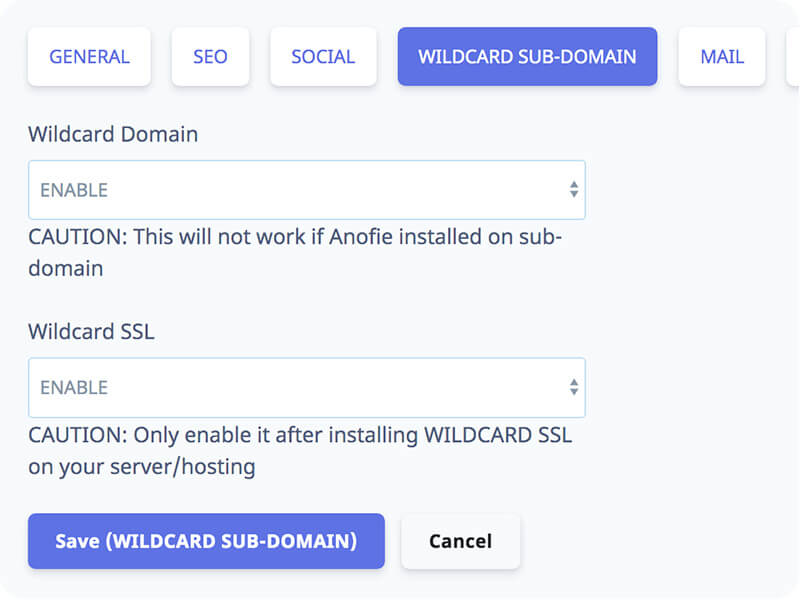 GENERAL SEO SOCIAL WILDCARD SUB-DOMAIN MAIL
Wildcard Domain
ENABLE
CAUTION: This will not work if Anofie installed on sub-
domain
Wildcard SSL
ENABLE
CAUTION: Only enable it after installing WILDCARD SSL
on your server/hosting
Save (WILDCARD SUB-DOMAIN) Cancel